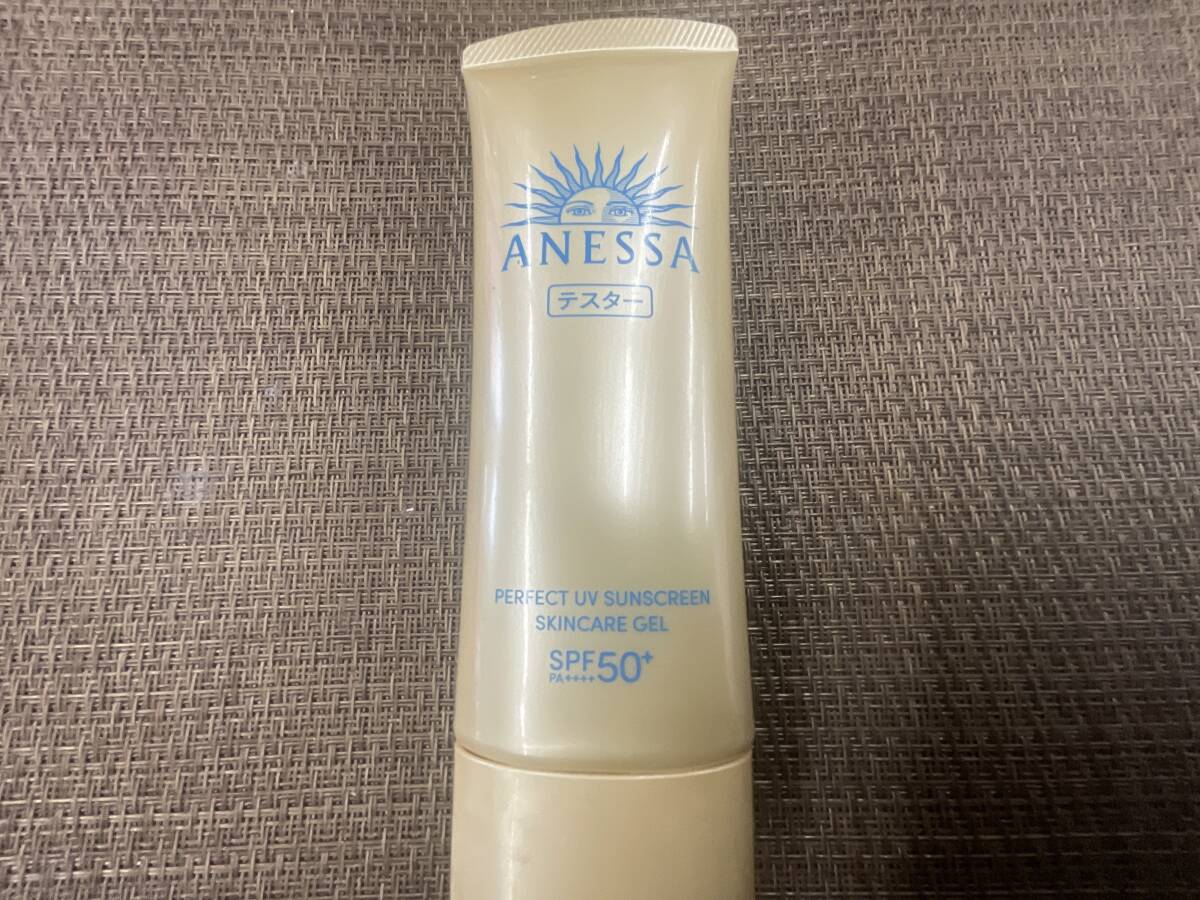 ANESSA
テスター
PERFECT UV SUNSCREEN
SKINCARE GEL
SPF50+
PA++++